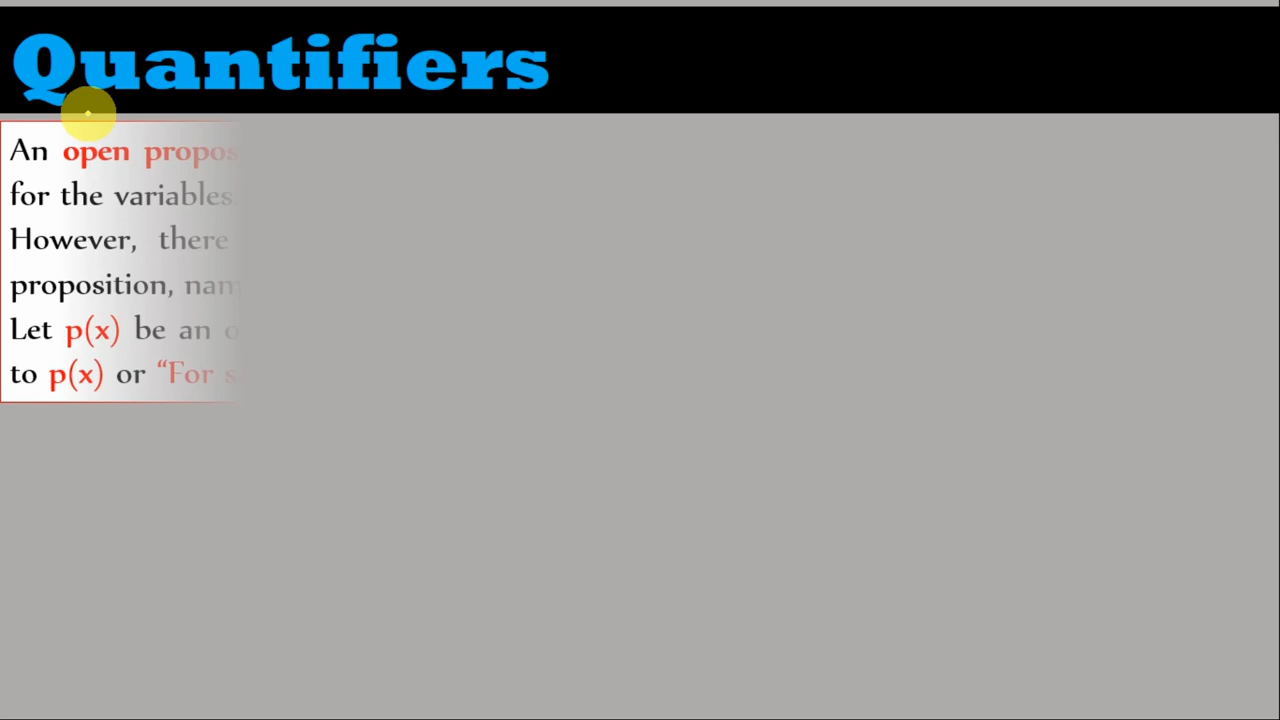 Quantifiers
An open propos
for the variables.
However, there
proposition, nam
Let p(x) be an o
to p(x) or “For s